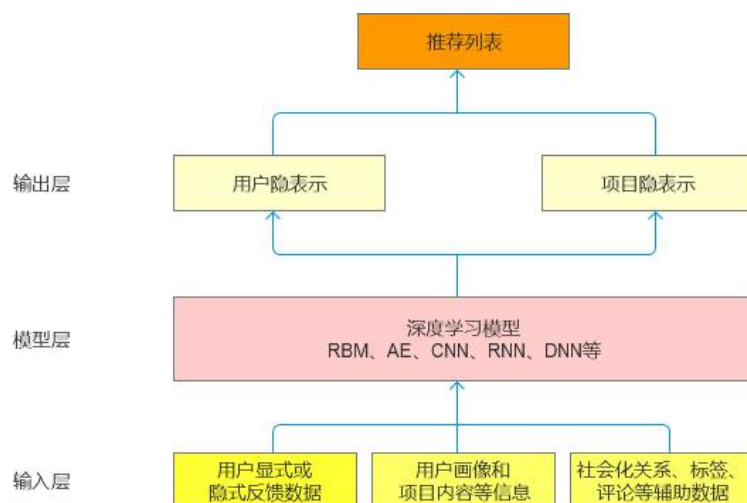 推荐列表
输出层
用户隐表示
项目隐表示
模型层
深度学习模型
RBM、AE、CNN、RNN、DNN等
输入层
用户显式或
隐式反馈数据
用户画像和
项目内容等信息
社会化关系、标签、
评论等辅助数据